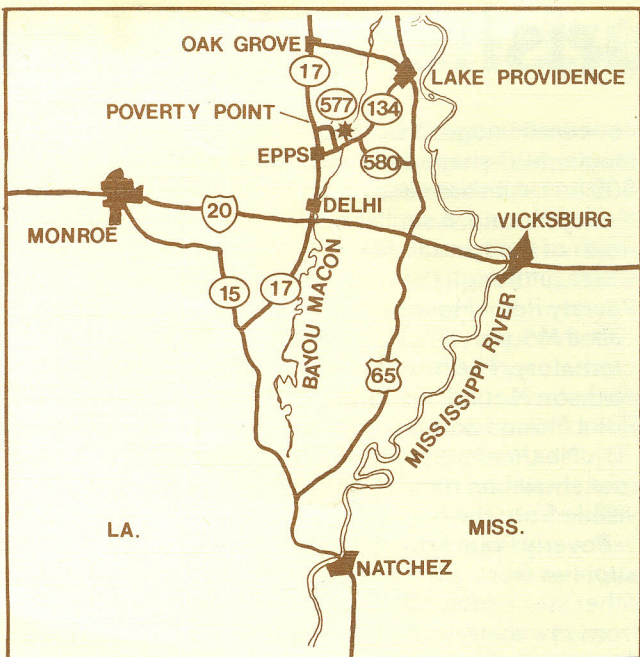 OAK GROVE
17
LAKE PROVIDENCE
577
134
POVERTY POINT
EPPS
580
DELHI
20
VICKSBURG
MONROE
15
17
BAYOU MACON
65
MISSISSIPPI RIVER
LA.
MISS.
NATCHEZ